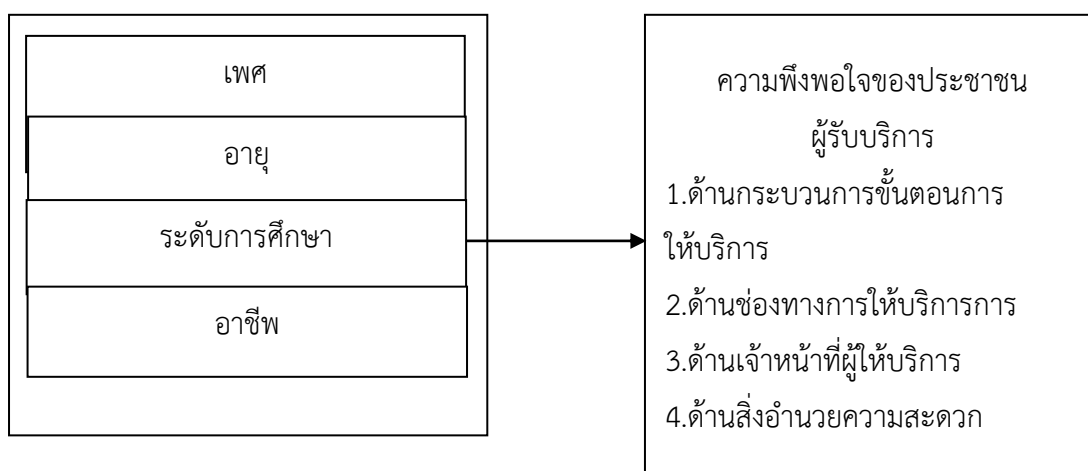 เพศ
อายุ
ระดับการศึกษา
อาชีพ
ความพึงพอใจของประชาชน
ผู้รับบริการ
1.ด้านกระบวนการขั้นตอนการ
ให้บริการ
2.ด้านช่องทางการให้บริการการ
3.ด้านเจ้าหน้าที่ผู้ให้บริการ
4.ด้านสิ่งอำนวยความสะดวก